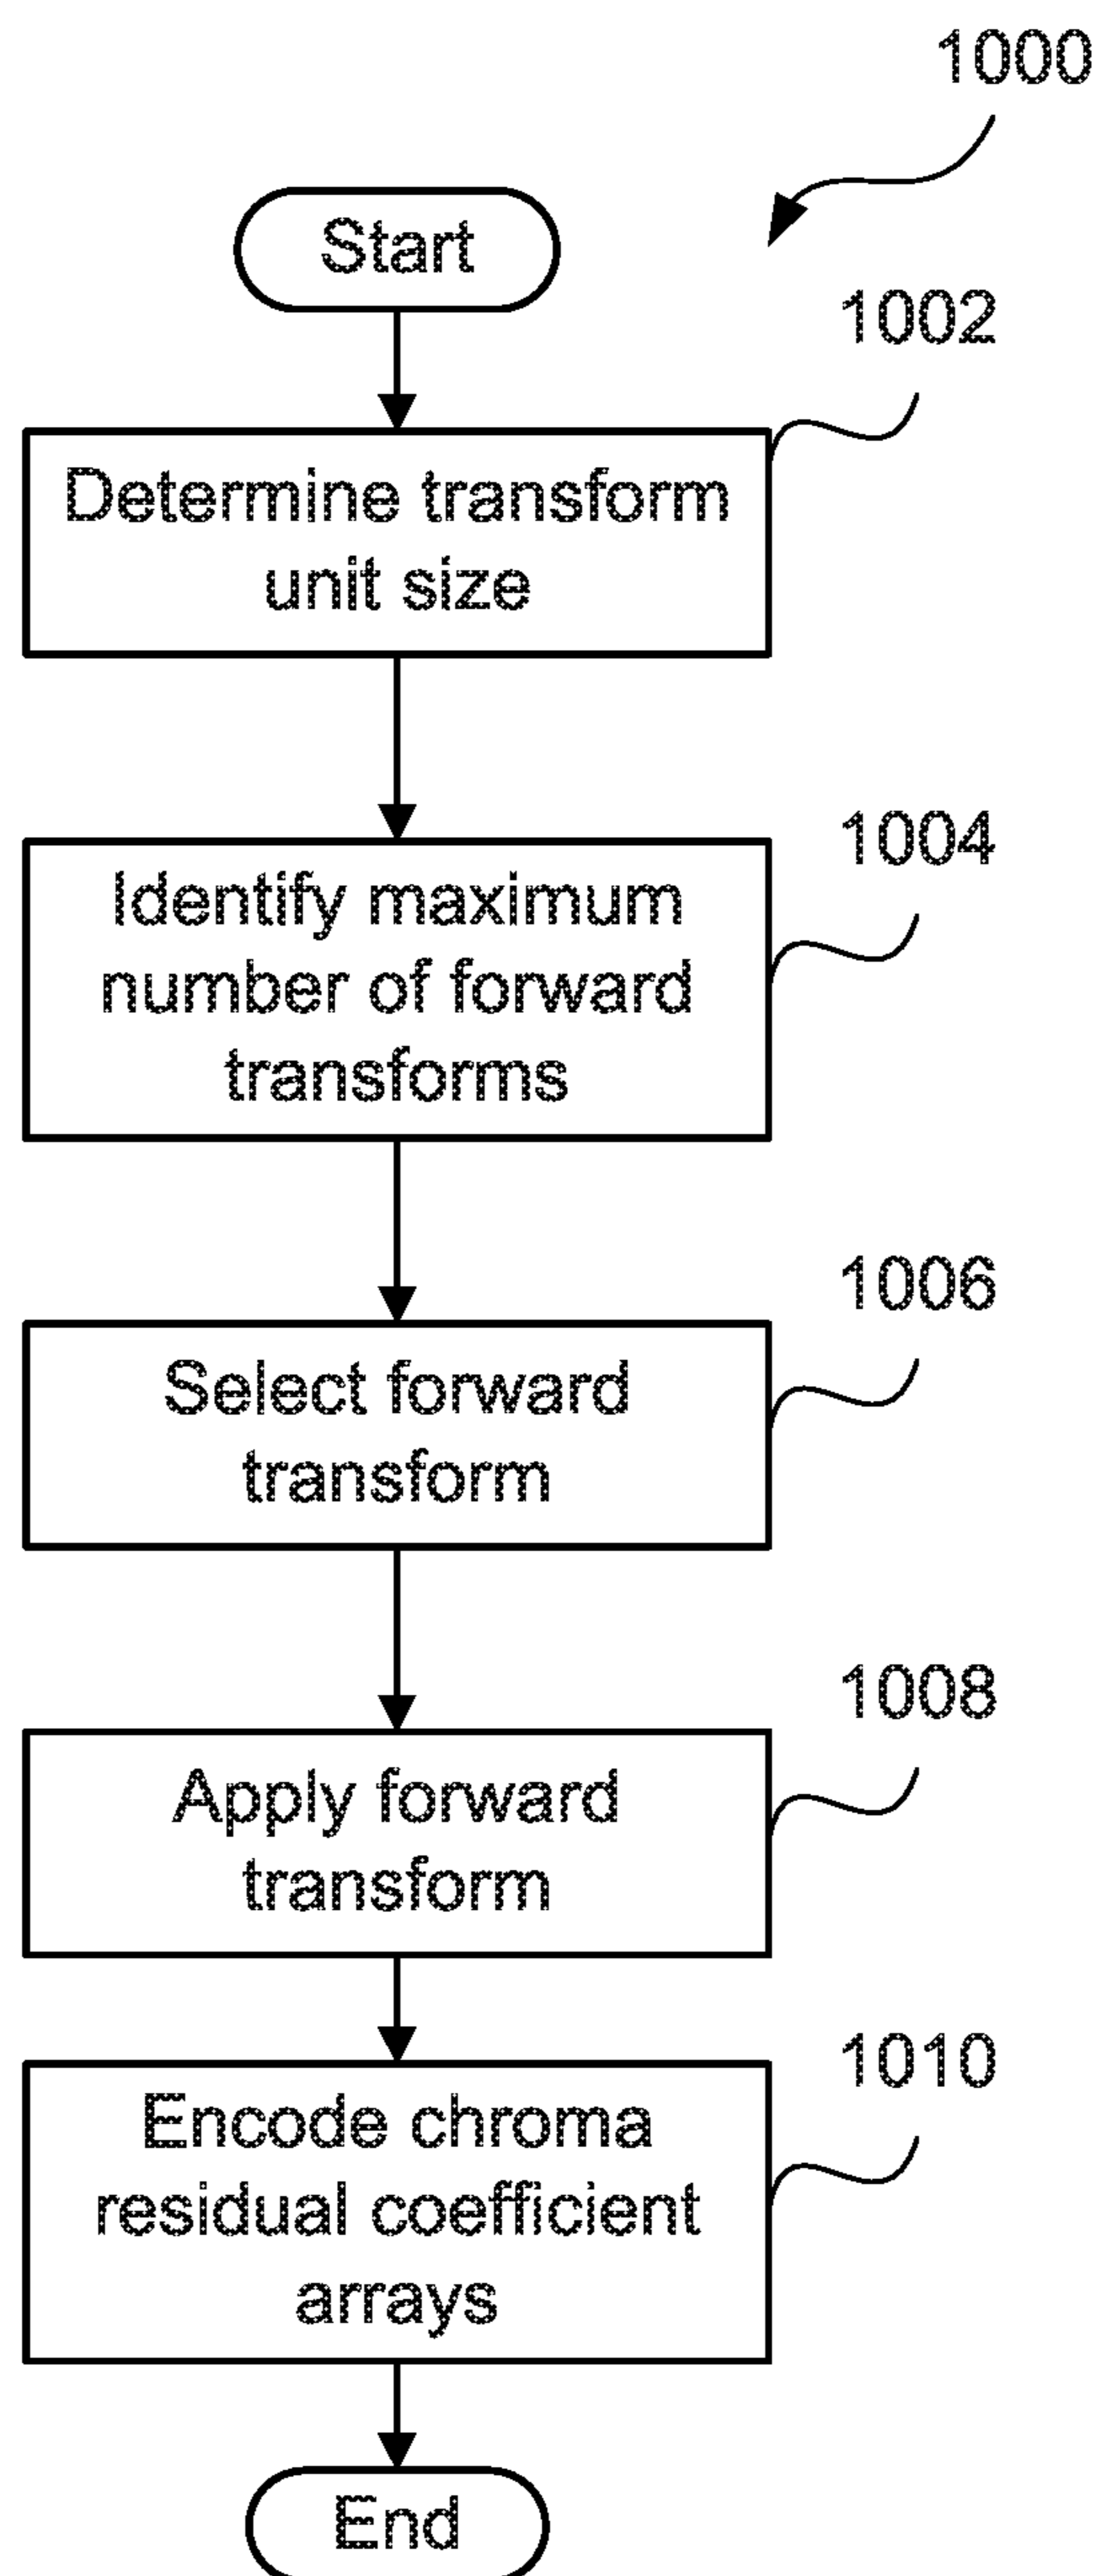 1000
Start
1002
Determine transform
unit size
1004
Identify maximum
number of forward
transforms
1006
Select forward
transform
1008
Apply forward
transform
1010
Encode chroma
residual coefficient
arrays
End